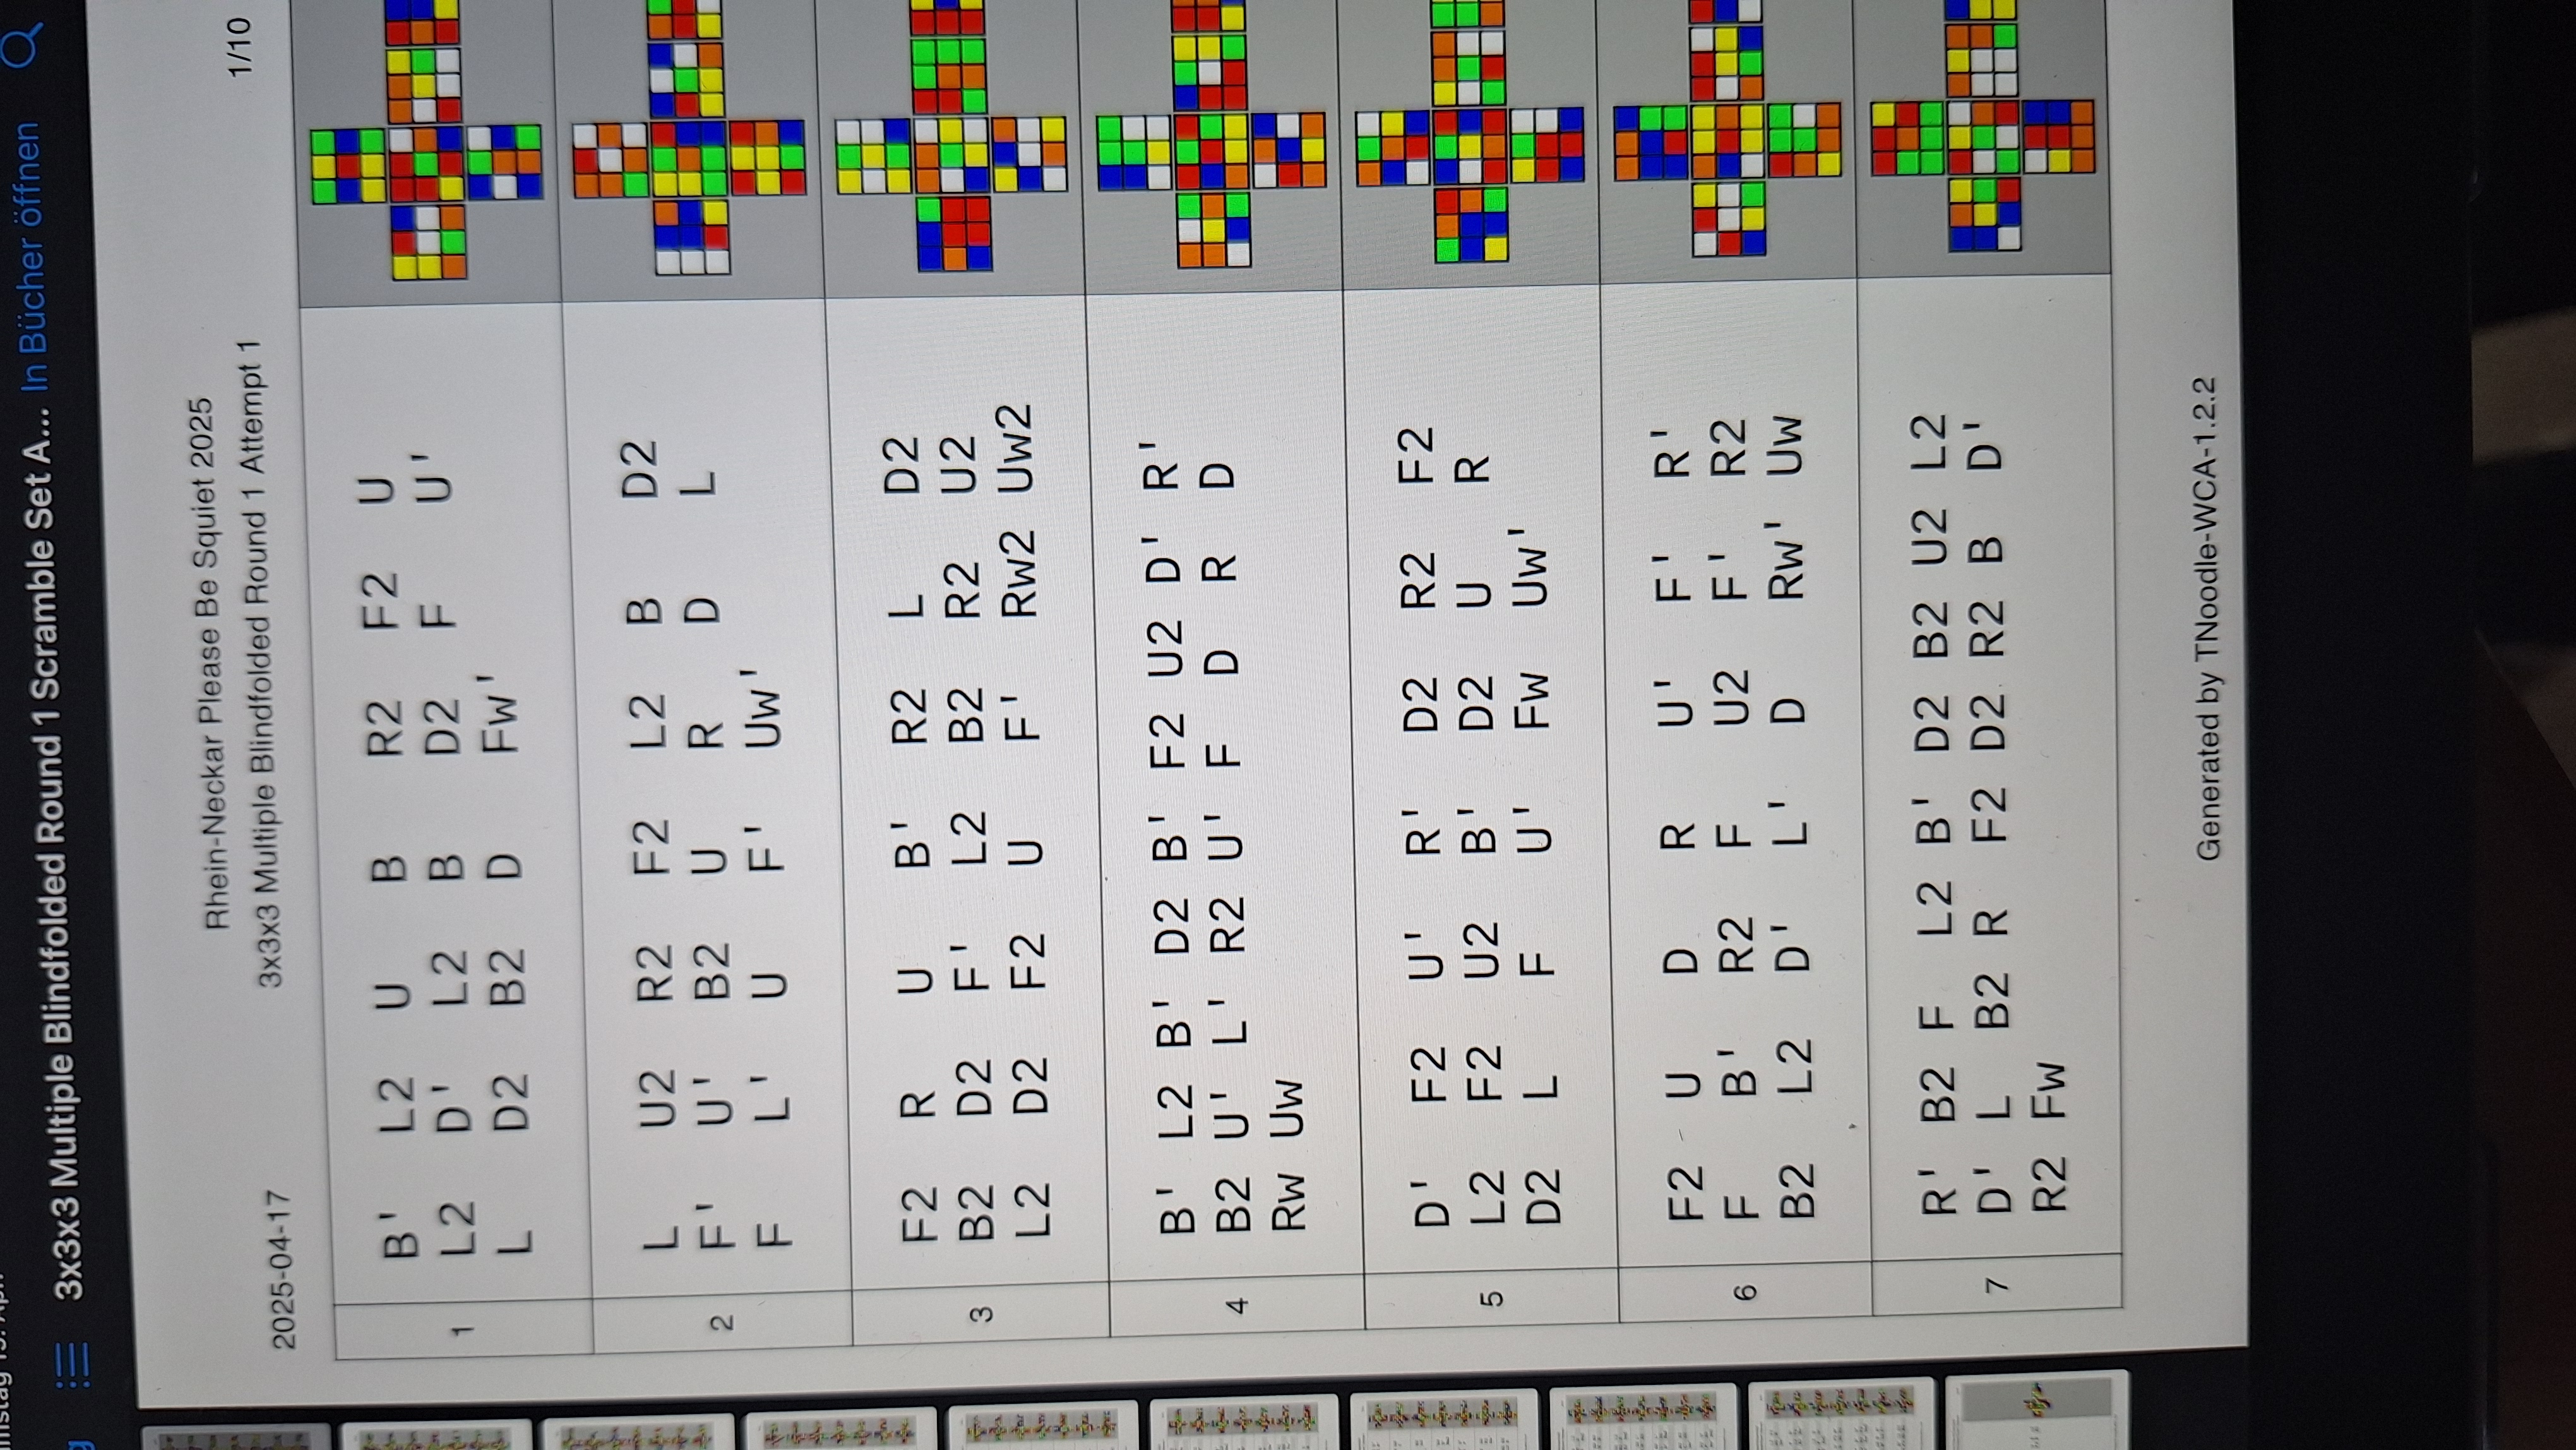 3x3x3 Multiple Blindfolded Round 1 Scramble Set A... In Bücher öffnen
Rhein-Neckar Please Be Squiet 2025
2025-04-17 3x3x3 Multiple Blindfolded Round 1 Attempt 1 1/10
1
B' L2 U B R2 F2 U
L2 D' L2 B D2 F U'
L D2 B2 D Fw'
2
L U2 R2 F2 L2 B D2
F' U' B2 U R D L
F L' U F' Uw'
3
F2 R U B' R2 L D2
B2 D2 F' L2 B2 R2 U2
L2 D2 F2 U F' Rw2 Uw2
4
B' L2 B' D2 B' F2 U2 D' R'
B2 U' L' R2 U' F D R D
Rw Uw
5
D' F2 U' R' D2 R2 F2
L2 F2 U2 B' D2 U R
D2 L F U' Fw Uw'
6
F2 U D R U' F' R'
F B' R2 F U2 F' R2
B2 L2 D' L' D Rw' Uw
7
R' B2 F L2 B' D2 B2 U2 L2
D' L B2 R F2 D2 R2 B D'
R2 Fw
Generated by TNoodle-WCA-1.2.2